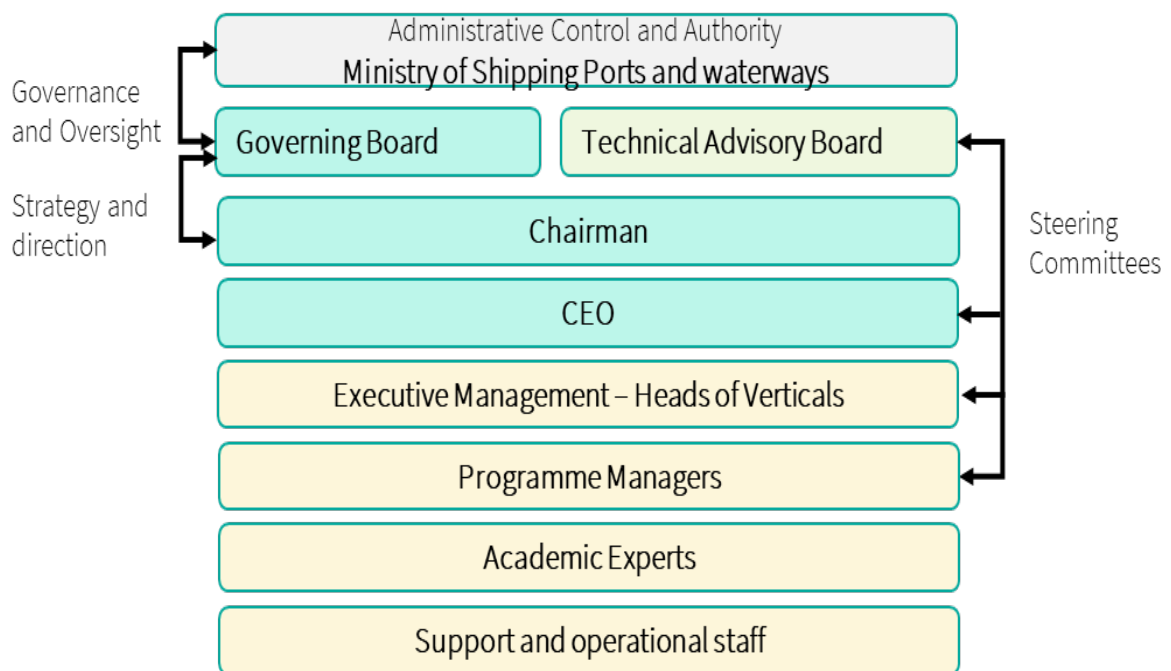 Administrative Control and Authority
Ministry of Shipping Ports and waterways
Governance
and Oversight
Governing Board
Technical Advisory Board
Strategy and
direction
Chairman
Steering
Committees
CEO
Executive Management – Heads of Verticals
Programme Managers
Academic Experts
Support and operational staff